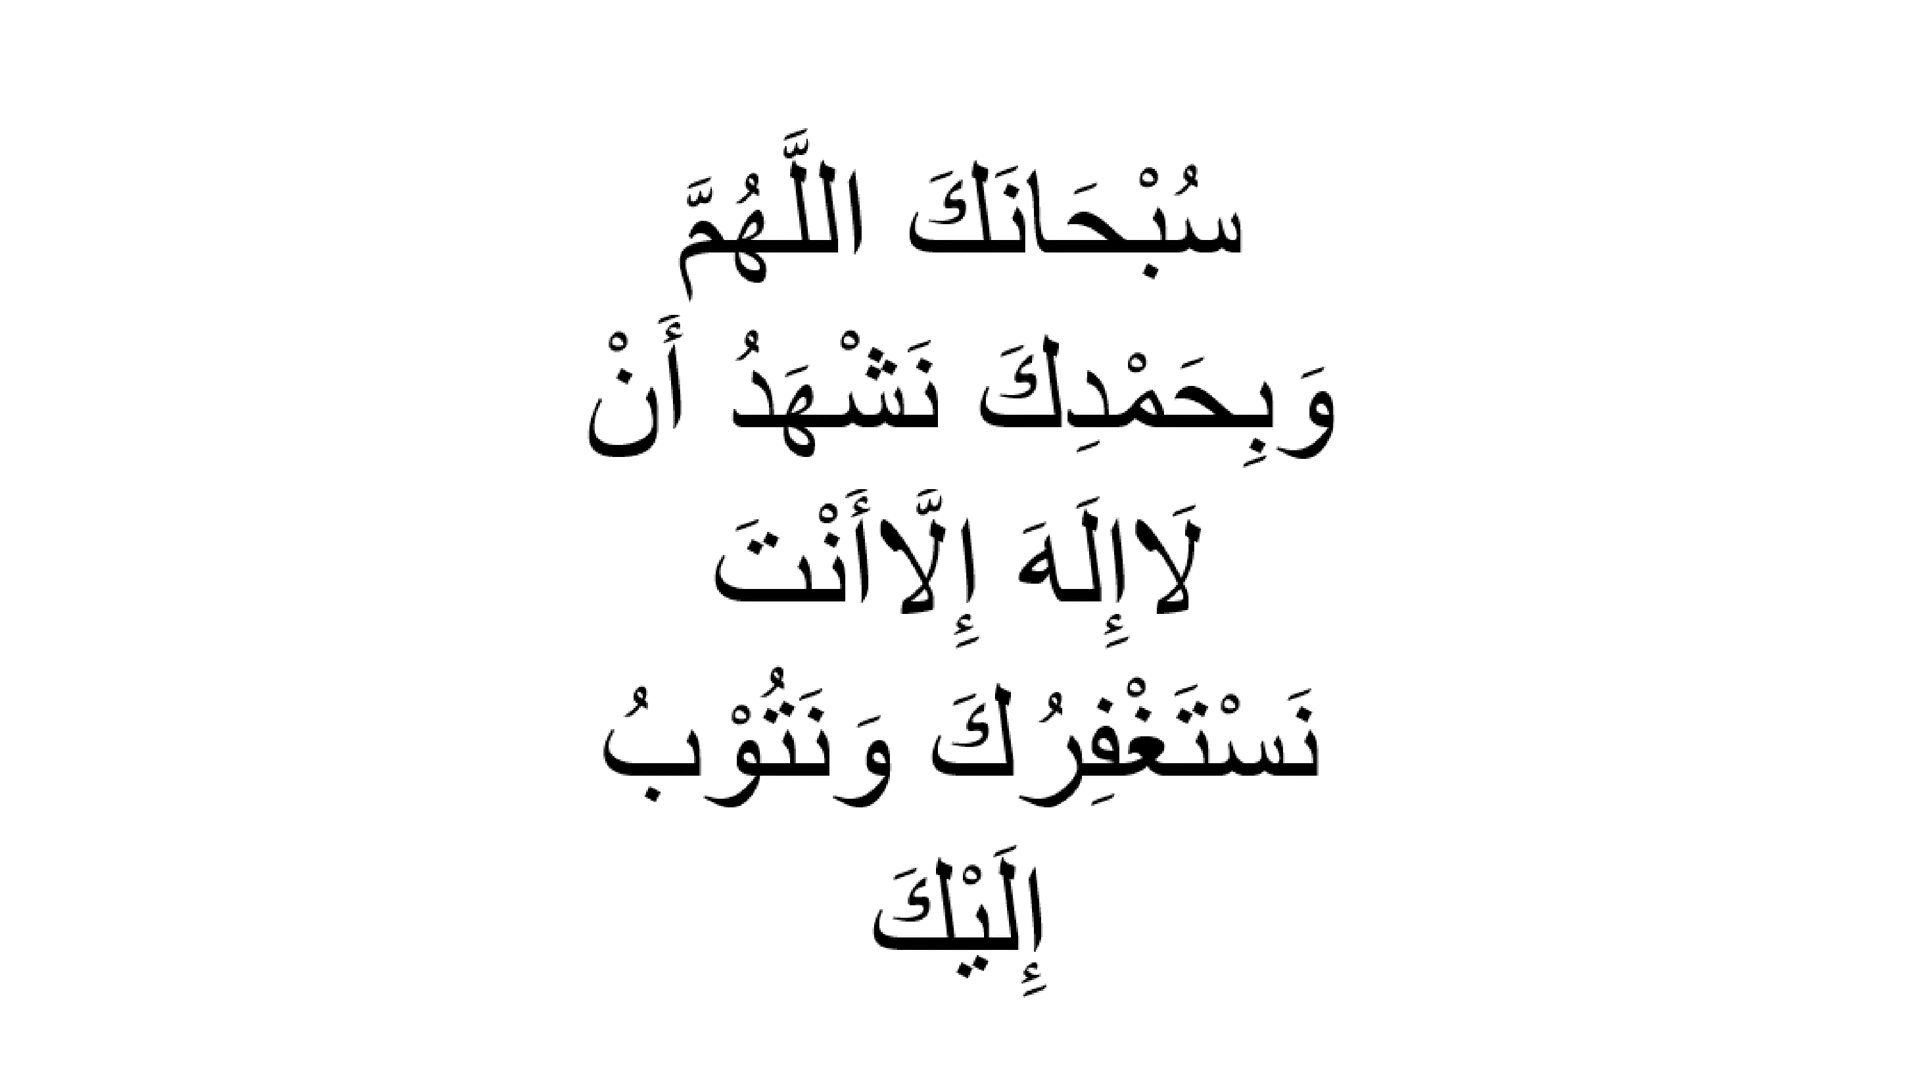 سُبْحَانَكَ اللَّهُمَّ
وَبِحَمْدِكَ نَشْهَدُ أَنْ
لَاإِلَهَ إِلَّاأَنْتَ
نَسْتَغْفِرُكَ وَنَتُوْبُ
إِلَيْكَ